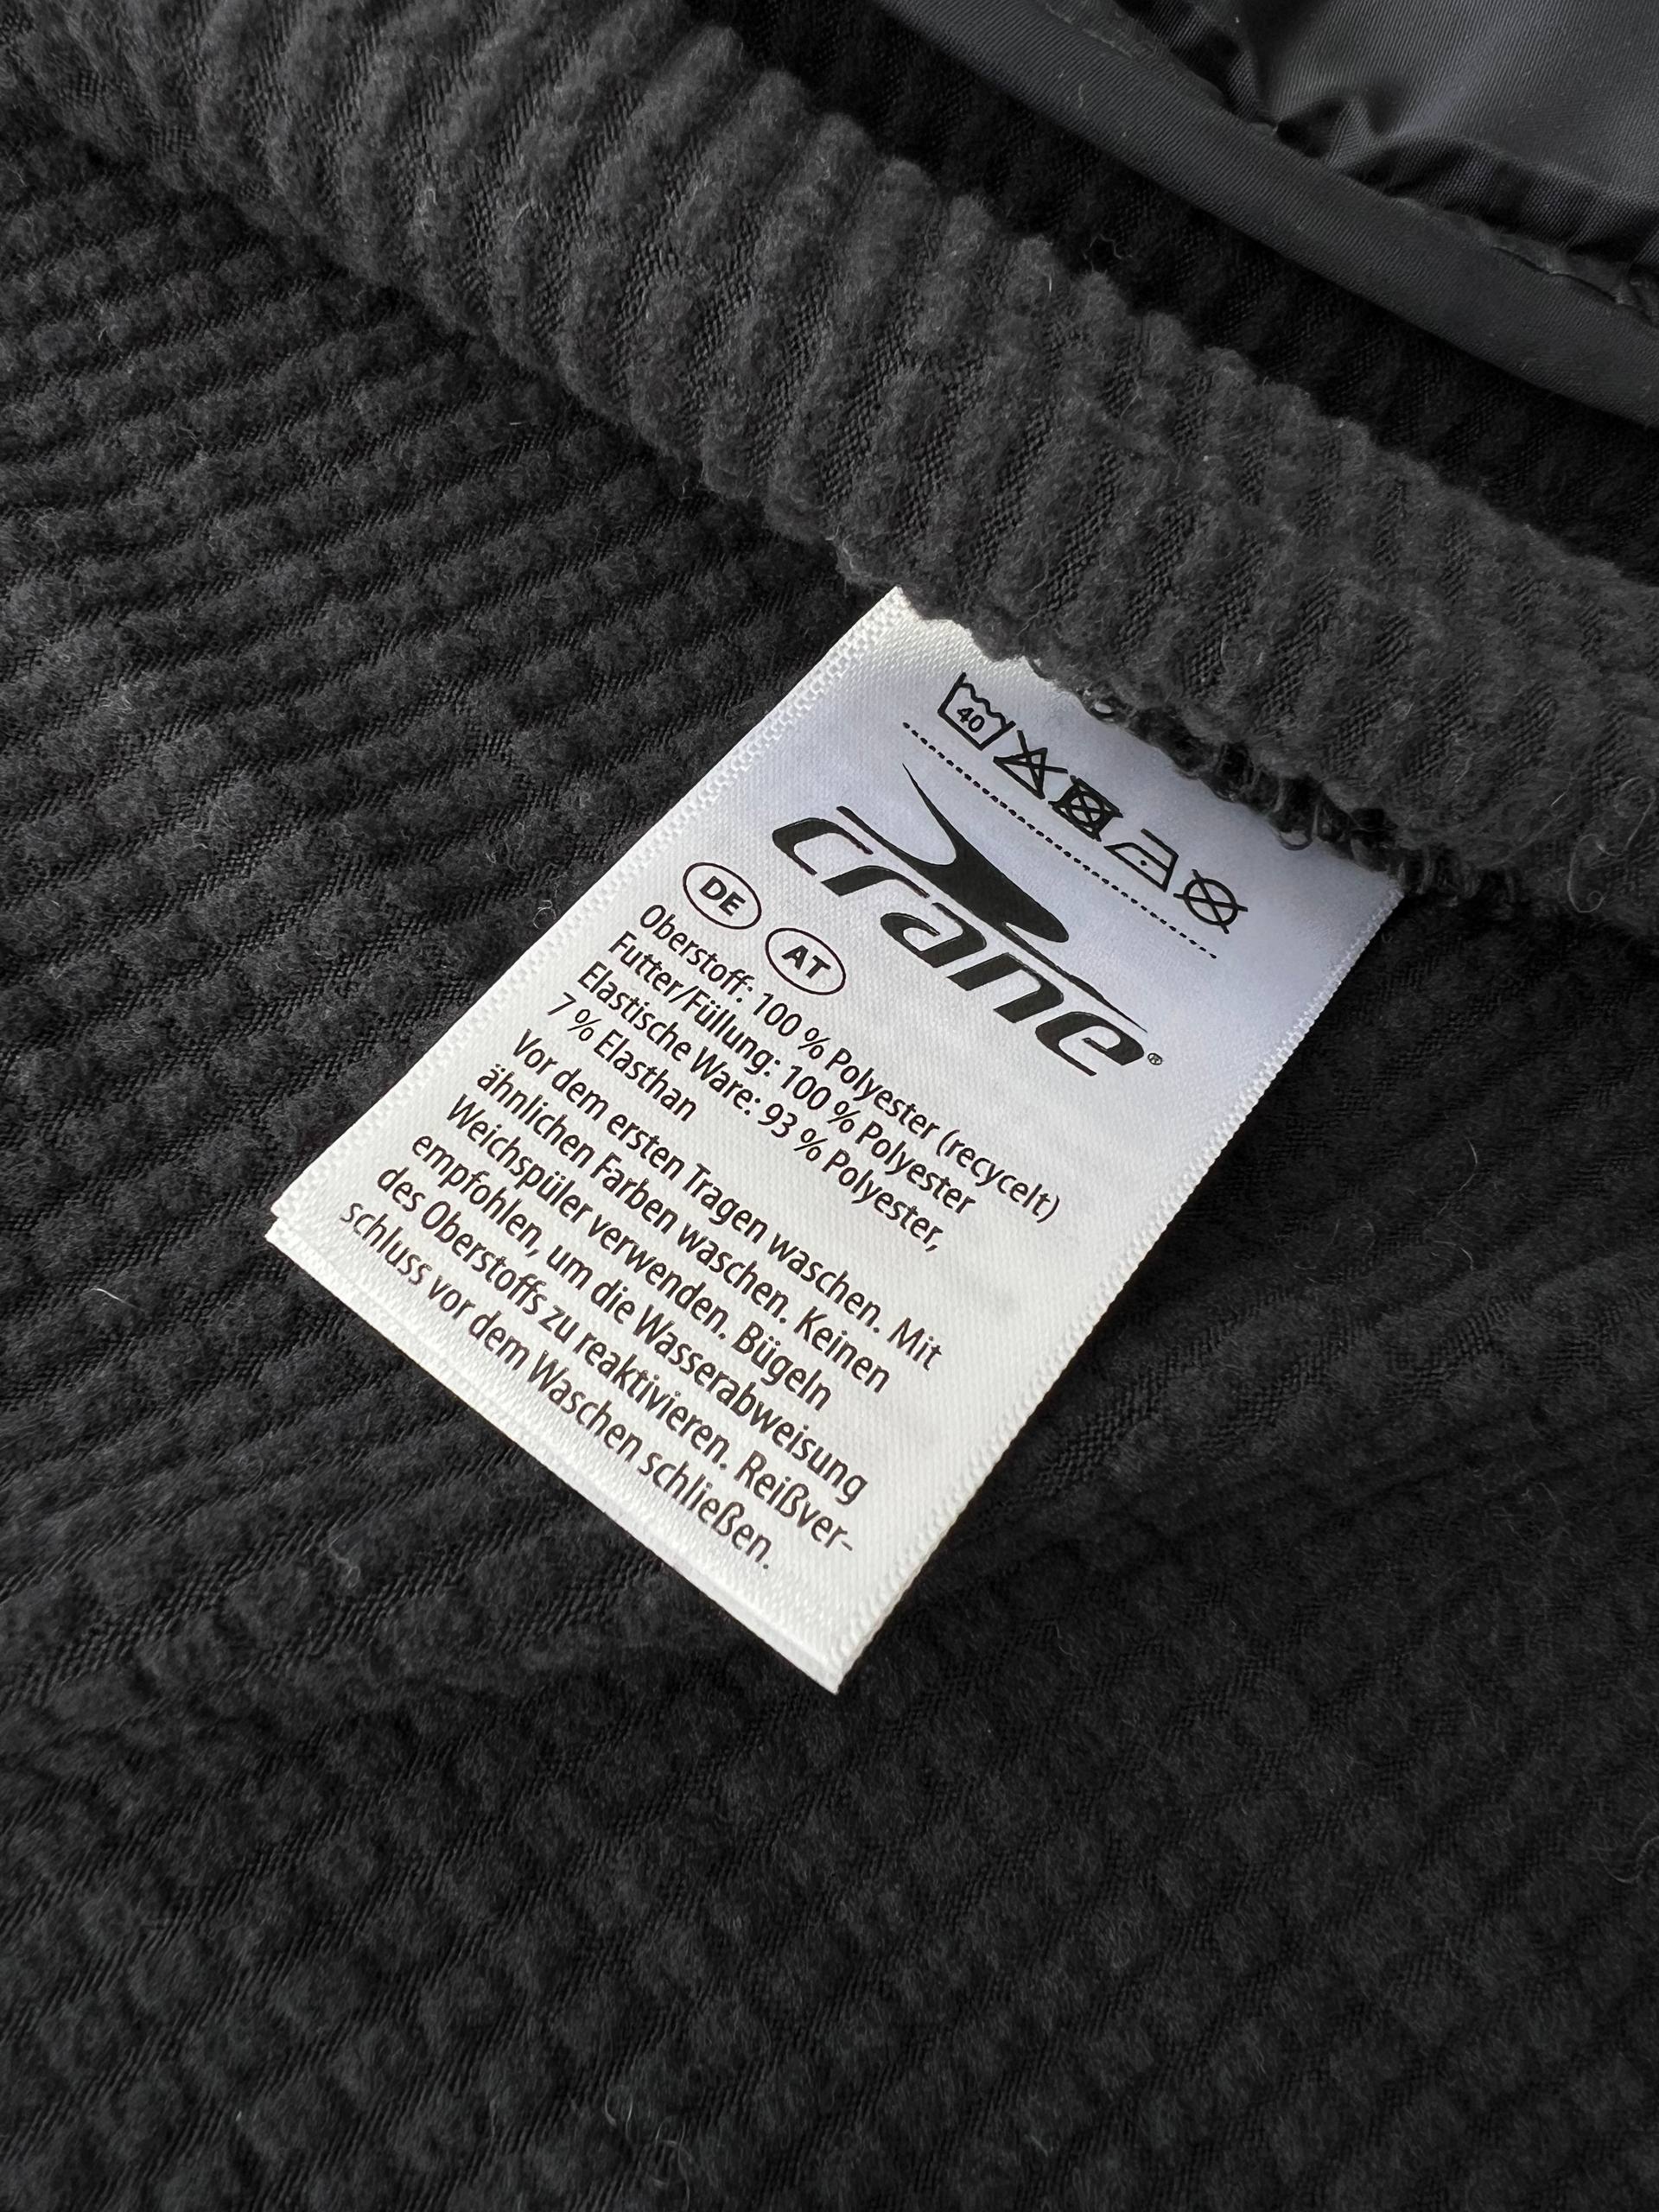 40
crane®
DE AT
Oberstoff: 100 % Polyester (recycelt)
Futter/Füllung: 100 % Polyester
Elastische Ware: 93 % Polyester,
7 % Elasthan
Vor dem ersten Tragen waschen. Mit
ähnlichen Farben waschen. Keinen
Weichspüler verwenden. Bügeln
empfohlen, um die Wasserabweisung
des Oberstoffs zu reaktivieren. Reißver-
schluss vor dem Waschen schließen.